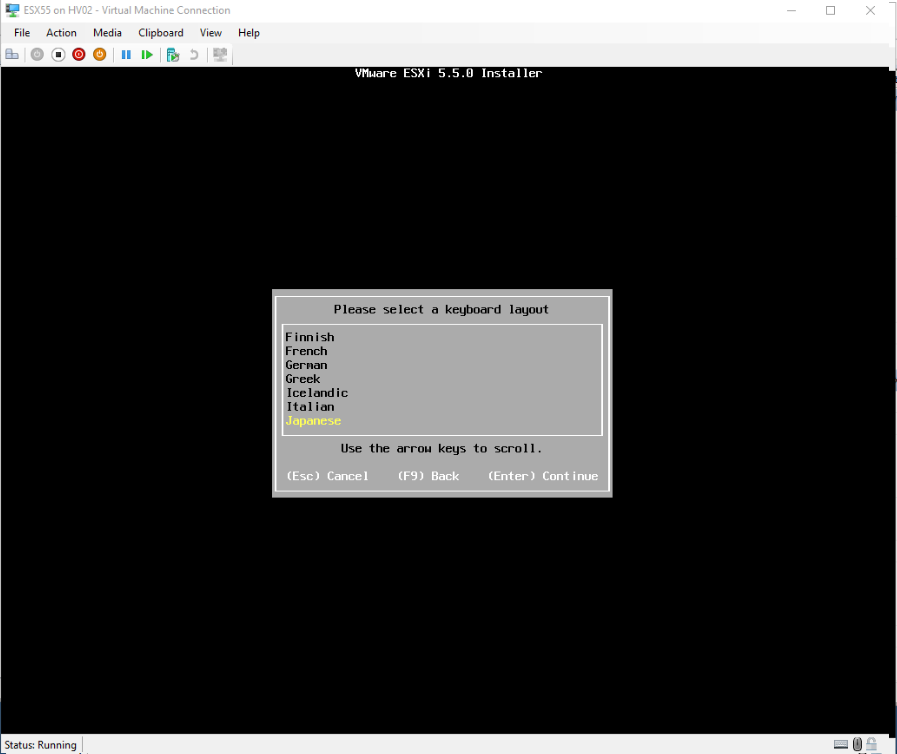 ESX55 on HV02 - Virtual Machine Connection
File Action Media Clipboard View Help
VMware ESXi 5.5.0 Installer
Please select a keyboard layout
Finnish
French
German
Greek
Icelandic
Italian
Japanese
Use the arrow keys to scroll.
(Esc) Cancel (F9) Back (Enter) Continue
Status: Running